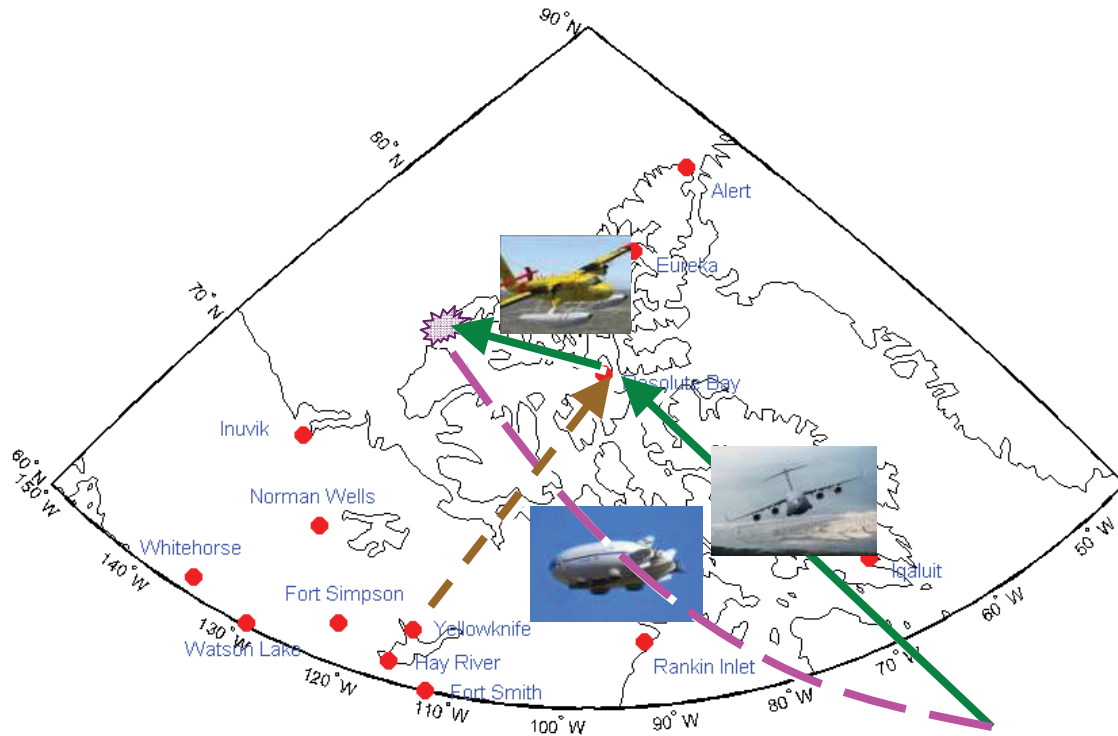 90° N
80° N
Alert
Eureka
70° N
Resolute Bay
Inuvik
60° N
150° W
Norman Wells
50° W
140° W
Whitehorse
Iqaluit
60° W
Fort Simpson
130° W
Yellowknife
Watson Lake
70° W
Hay River
Rankin Inlet
120° W
Fort Smith
80° W
110° W
100° W
90° W